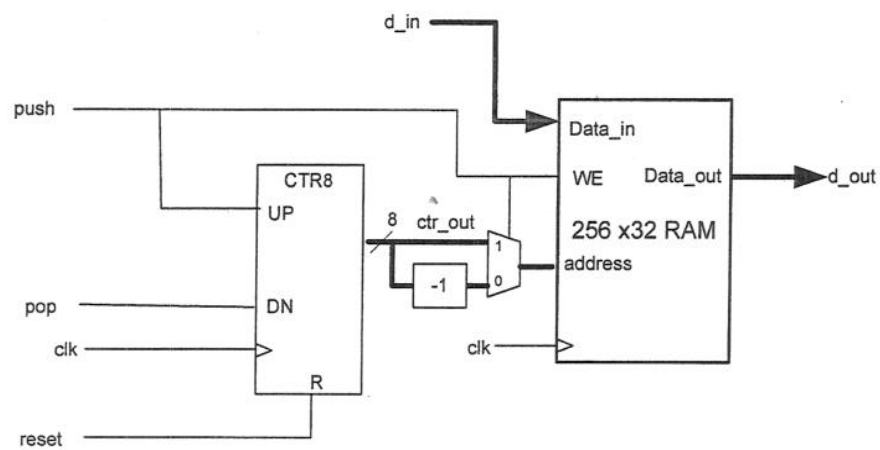 d_in
push
Data_in
CTR8
WE
Data_out
d_out
UP
8
ctr_out
256 x32 RAM
1
address
-1
0
pop
DN
clk
clk
R
reset